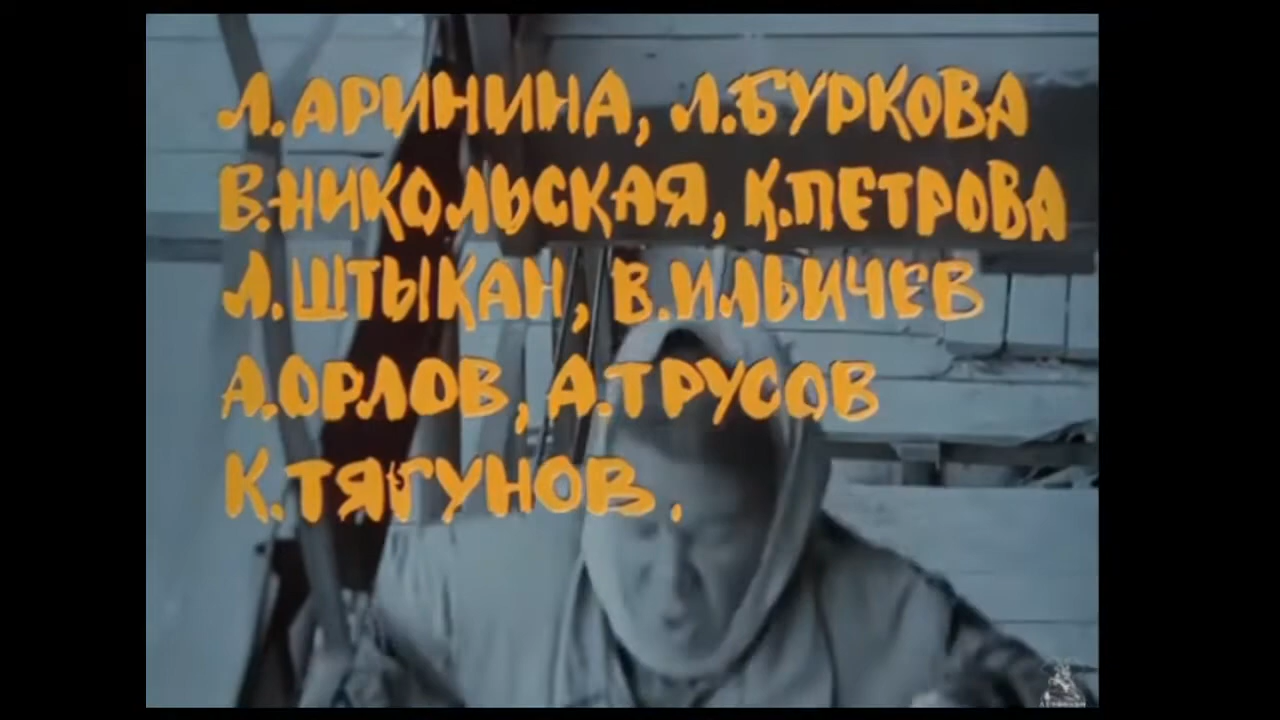 Л.АРИНИНА, Л.БУРКОВА
В.НИКОЛЬСКАЯ, К.ПЕТРОВА
Л.ШТЫКАН, В.ИЛЬИЧЕВ
А.ОРЛОВ, А.ТРУСОВ
К.ТЯГУНОВ.